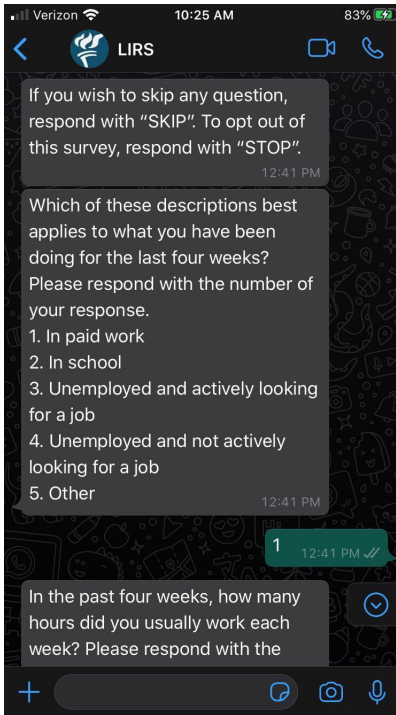 Verizon 10:25 AM 83%
LIRS
If you wish to skip any question,
respond with “SKIP”. To opt out of
this survey, respond with “STOP”.
12:41 PM
Which of these descriptions best
applies to what you have been
doing for the last four weeks?
Please respond with the number of
your response.
1. In paid work
2. In school
3. Unemployed and actively looking
for a job
4. Unemployed and not actively
looking for a job
5. Other
12:41 PM
1 12:41 PM
In the past four weeks, how many
hours did you usually work each
week? Please respond with the